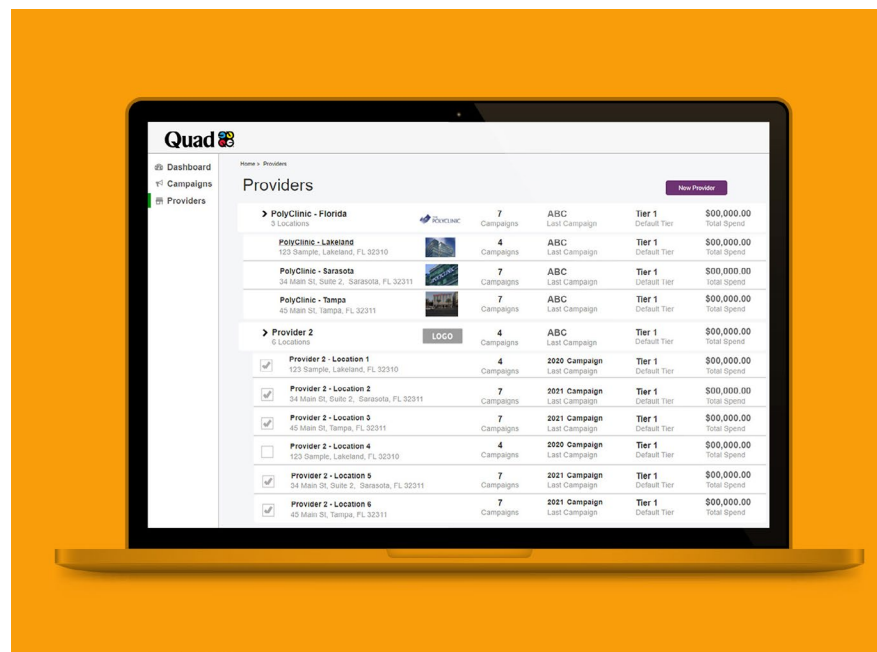 Quad
Dashboard
Campaigns
Providers
Home > Providers
Providers
New Provider
PolyClinic - Florida
3 Locations
POLYCLINIC
7
Campaigns
ABC
Last Campaign
Tier 1
Default Tier
$00,000.00
Total Spend
PolyClinic - Lakeland
123 Sample, Lakeland, FL 32310
4
Campaigns
ABC
Last Campaign
Tier 1
Default Tier
$00,000.00
Total Spend
PolyClinic - Sarasota
34 Main St, Suite 2, Sarasota, FL 32311
POLYCLINIC
7
Campaigns
ABC
Last Campaign
Tier 1
Default Tier
$00,000.00
Total Spend
PolyClinic - Tampa
45 Main St, Tampa, FL 32311
7
Campaigns
ABC
Last Campaign
Tier 1
Default Tier
$00,000.00
Total Spend
Provider 2
6 Locations
LOGO
4
Campaigns
ABC
Last Campaign
Tier 1
Default Tier
$00,000.00
Total Spend
Provider 2 - Location 1
123 Sample, Lakeland, FL 32310
4
Campaigns
2020 Campaign
Last Campaign
Tier 1
Default Tier
$00,000.00
Total Spend
Provider 2 - Location 2
34 Main St, Suite 2, Sarasota, FL 32311
7
Campaigns
2021 Campaign
Last Campaign
Tier 1
Default Tier
$00,000.00
Total Spend
Provider 2 - Location 3
45 Main St, Tampa, FL 32311
7
Campaigns
2021 Campaign
Last Campaign
Tier 1
Default Tier
$00,000.00
Total Spend
Provider 2 - Location 4
123 Sample, Lakeland, FL 32310
4
Campaigns
2020 Campaign
Last Campaign
Tier 1
Default Tier
$00,000.00
Total Spend
Provider 2 - Location 5
34 Main St, Suite 2, Sarasota, FL 32311
7
Campaigns
2021 Campaign
Last Campaign
Tier 1
Default Tier
$00,000.00
Total Spend
Provider 2 - Location 6
45 Main St, Tampa, FL 32311
7
Campaigns
2021 Campaign
Last Campaign
Tier 1
Default Tier
$00,000.00
Total Spend